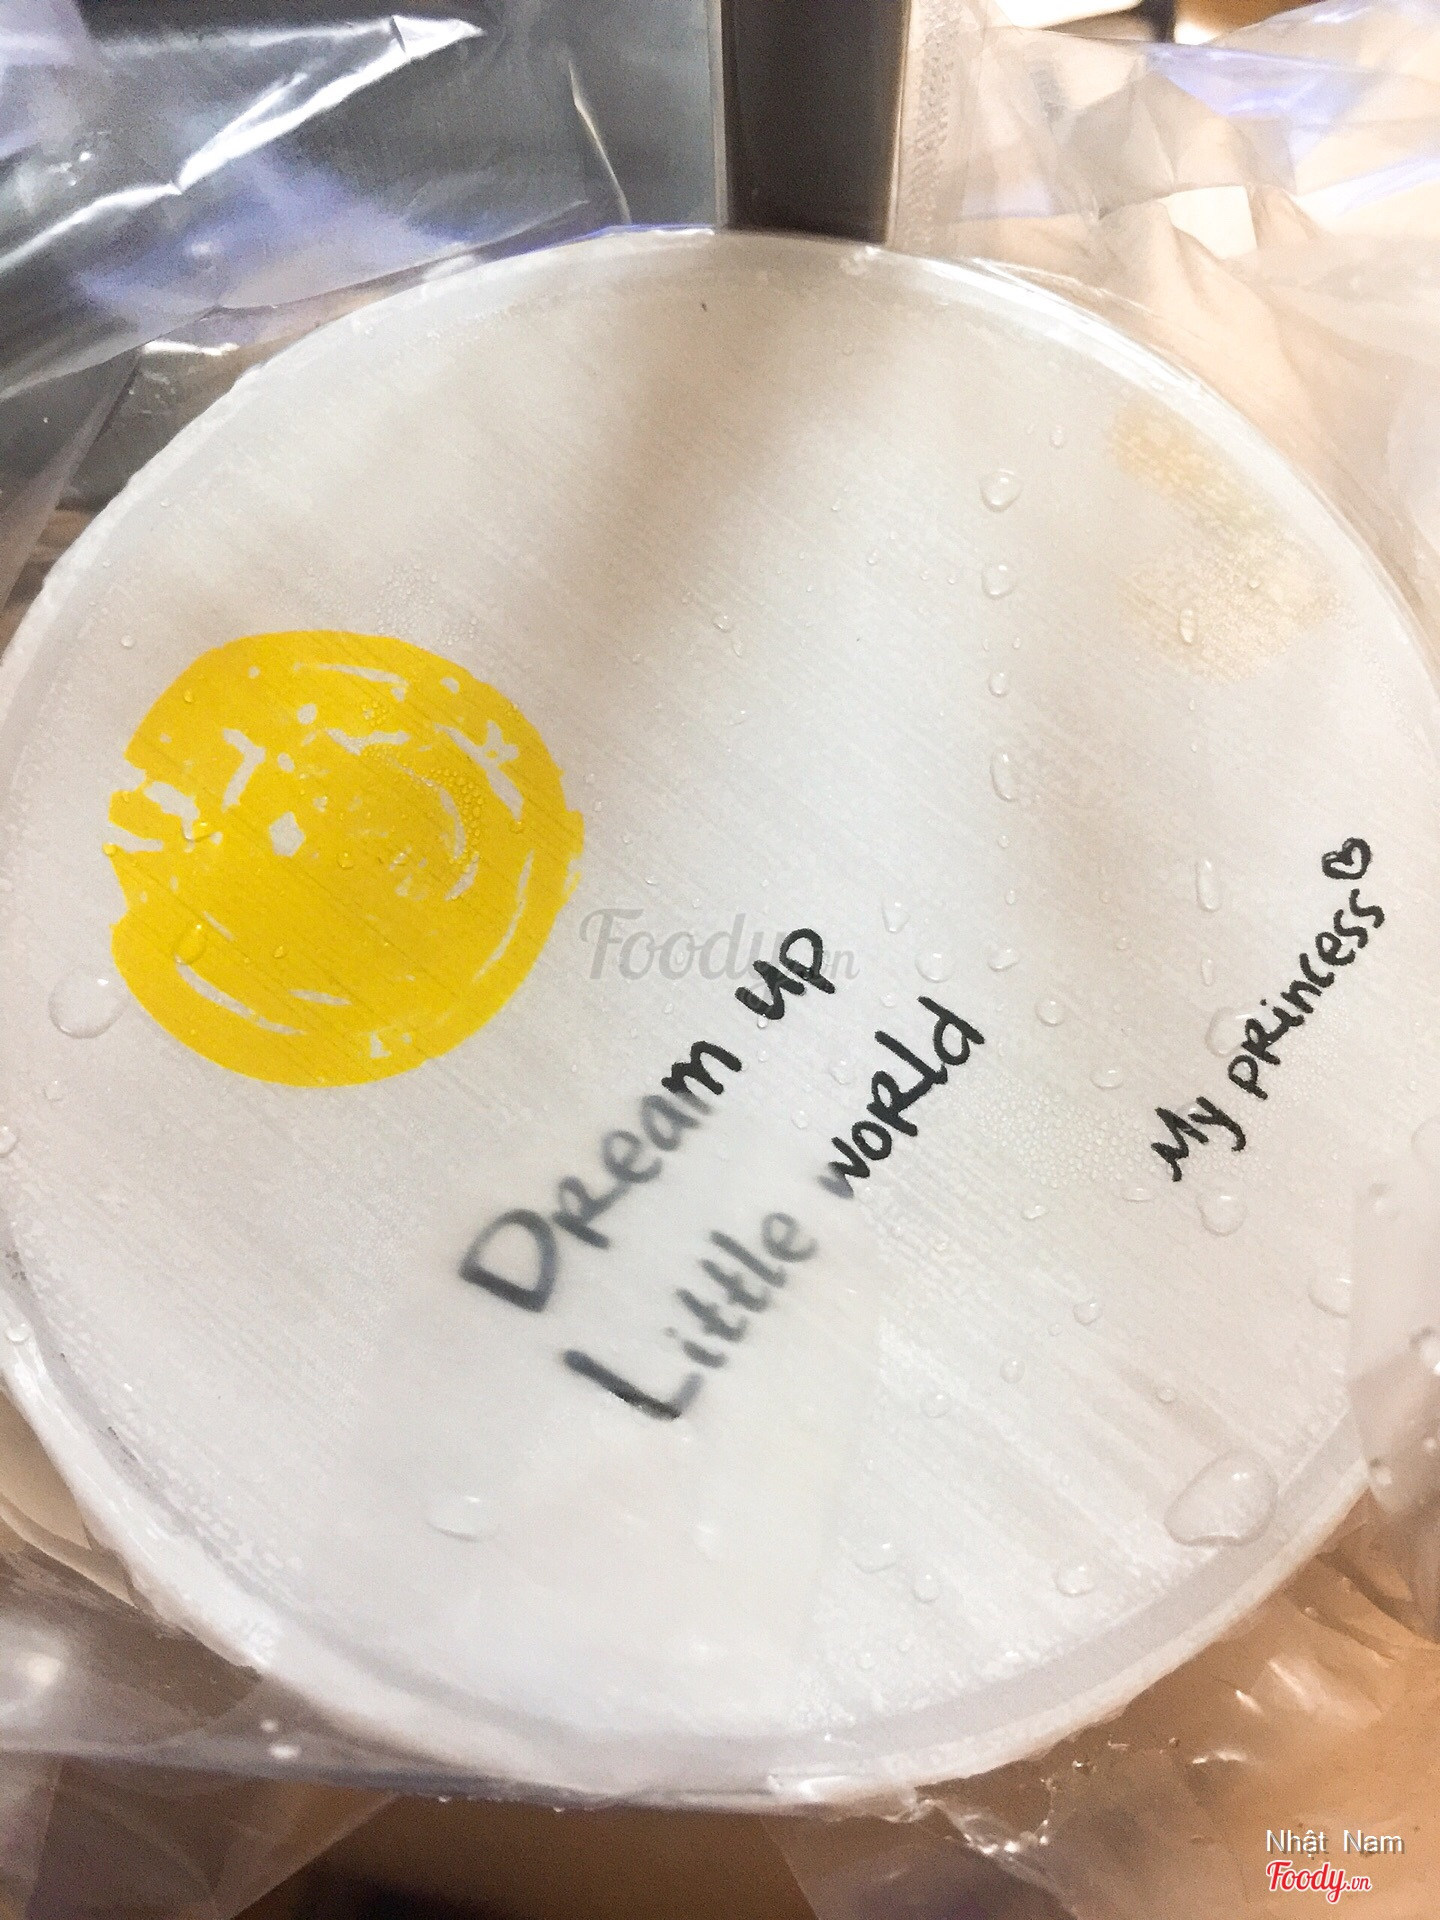 Dream up
Little world
My princess
Foody.vn
Nhật Nam
Foody.vn